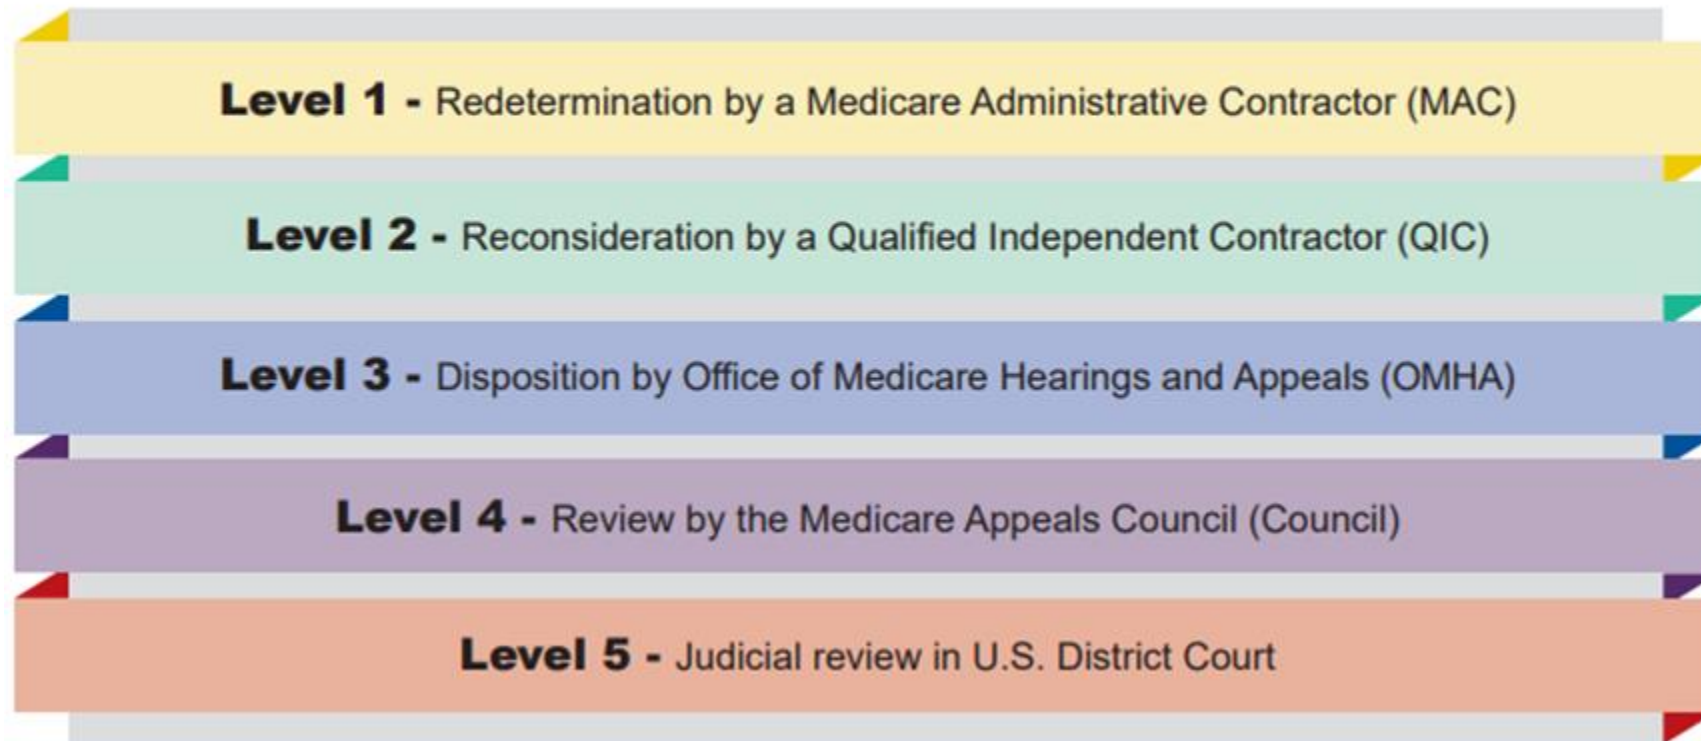 Level 1 - Redetermination by a Medicare Administrative Contractor (MAC)
Level 2 - Reconsideration by a Qualified Independent Contractor (QIC)
Level 3 - Disposition by Office of Medicare Hearings and Appeals (OMHA)
Level 4 - Review by the Medicare Appeals Council (Council)
Level 5 - Judicial review in U.S. District Court